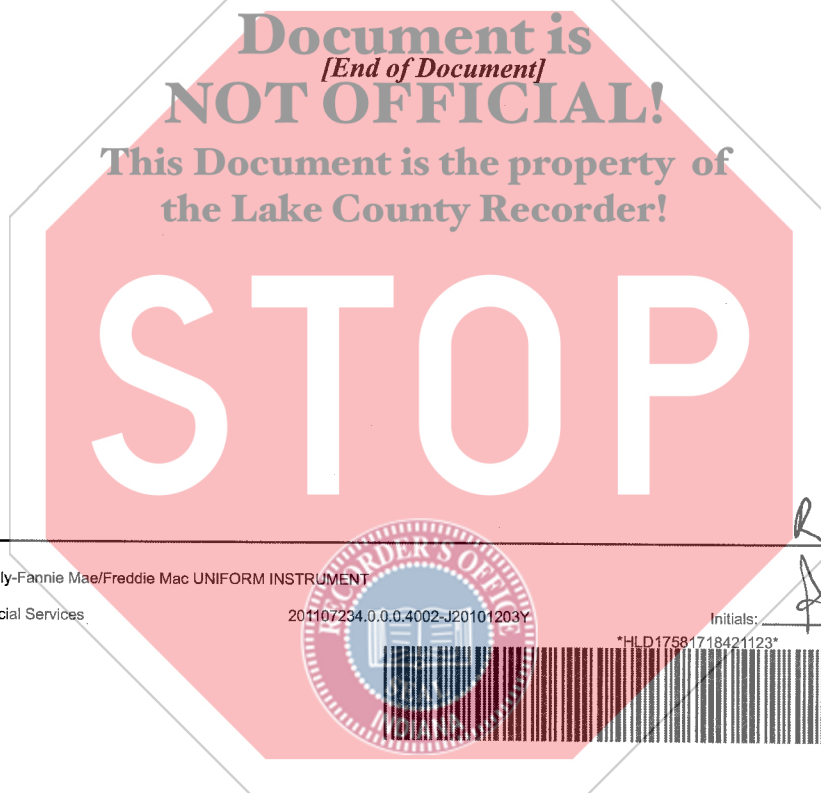 Document is
[End of Document]
NOT OFFICIAL!
This Document is the property of
the Lake County Recorder!
STOP
ly-Fannie Mae/Freddie Mac UNIFORM INSTRUMENT
cial Services
201107234.0.0.0.4002-J20101203Y
Initials:
*HLD17581718421123*
RECORDER'S OFFICE
SEAL
INDIANA